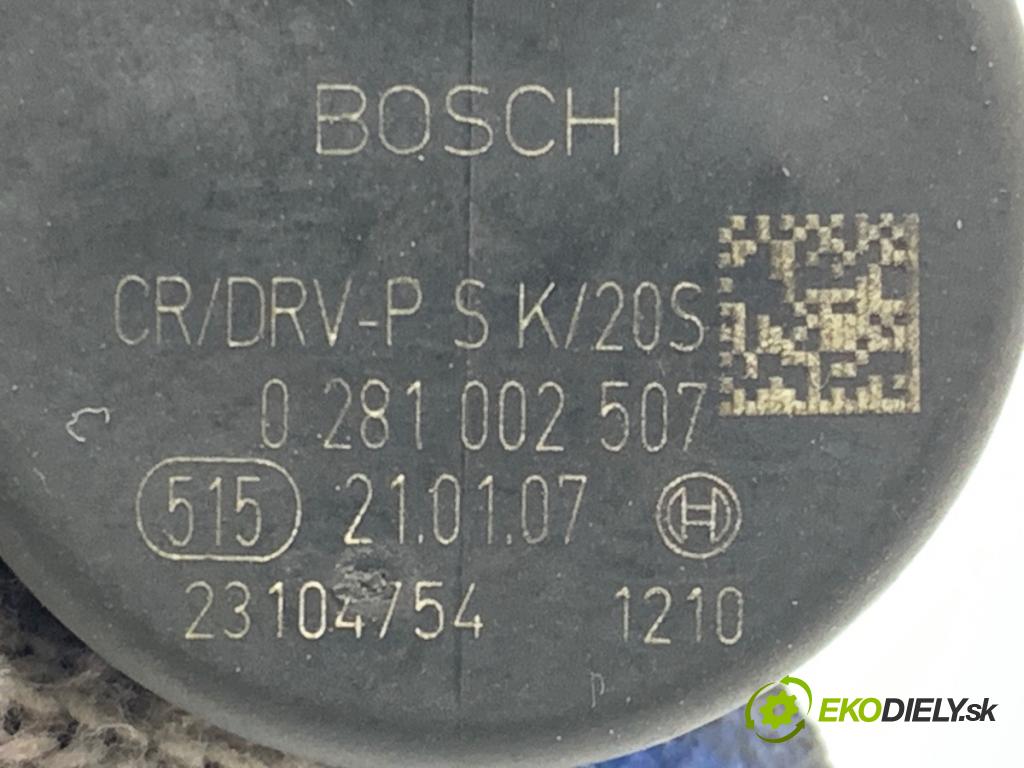 BOSCH
CR/DRV-P S K/20S
0 281 002 507
515 21.01.07
23104754 1210
EKODIELY.sk